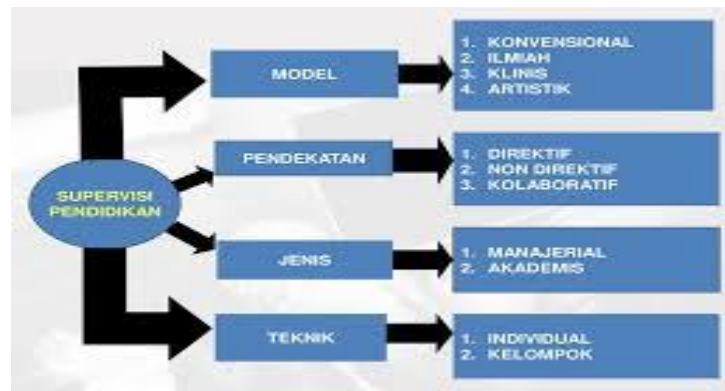 SUPERVISI
PENDIDIKAN
MODEL
1. KONVENSIONAL
2. ILMIAH
3. KLINIS
4. ARTISTIK
PENDEKATAN
1. DIREKTIF
2. NON DIREKTIF
3. KOLABORATIF
JENIS
1. MANAJERIAL
2. AKADEMIS
TEKNIK
1. INDIVIDUAL
2. KELOMPOK